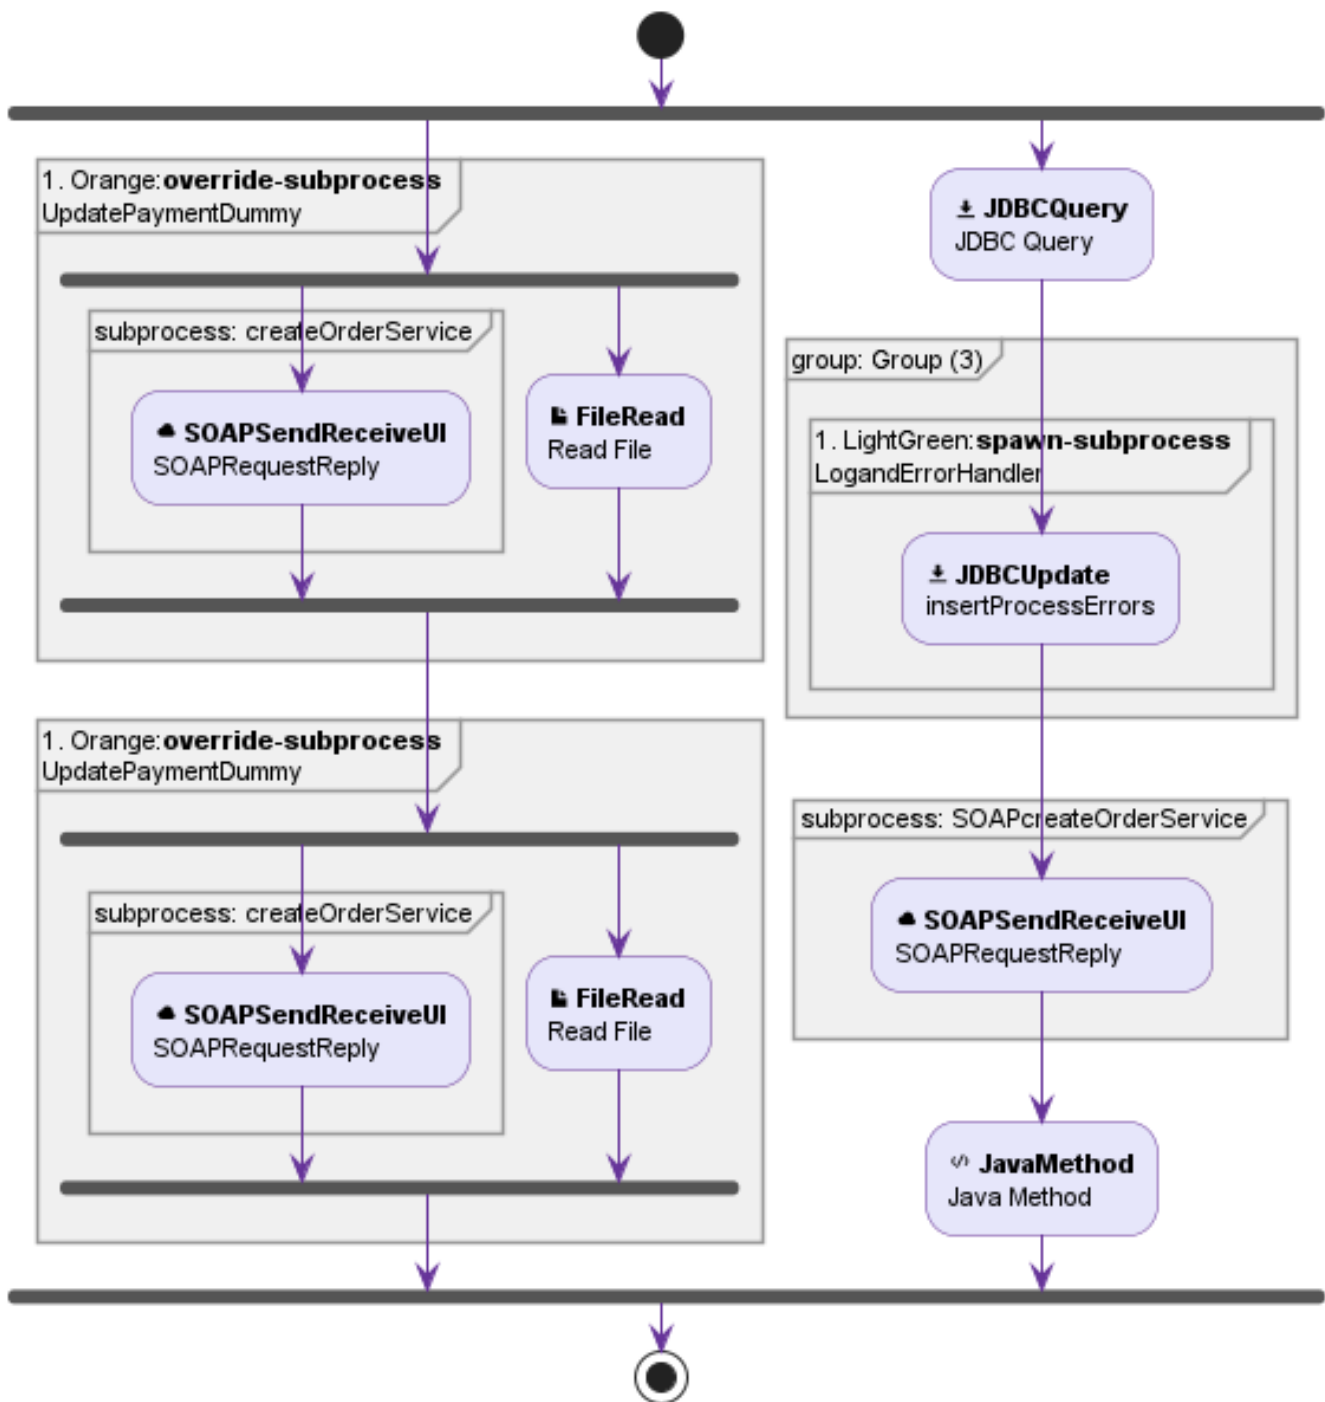 1. Orange:override-subprocess
UpdatePaymentDummy
subprocess: createOrderService
SOAPSendReceiveUI
SOAPRequestReply
FileRead
Read File
1. Orange:override-subprocess
UpdatePaymentDummy
subprocess: createOrderService
SOAPSendReceiveUI
SOAPRequestReply
FileRead
Read File
JDBCQuery
JDBC Query
group: Group (3)
1. LightGreen:spawn-subprocess
LogandErrorHandler
JDBCUpdate
insertProcessErrors
subprocess: SOAPcreateOrderService
SOAPSendReceiveUI
SOAPRequestReply
JavaMethod
Java Method